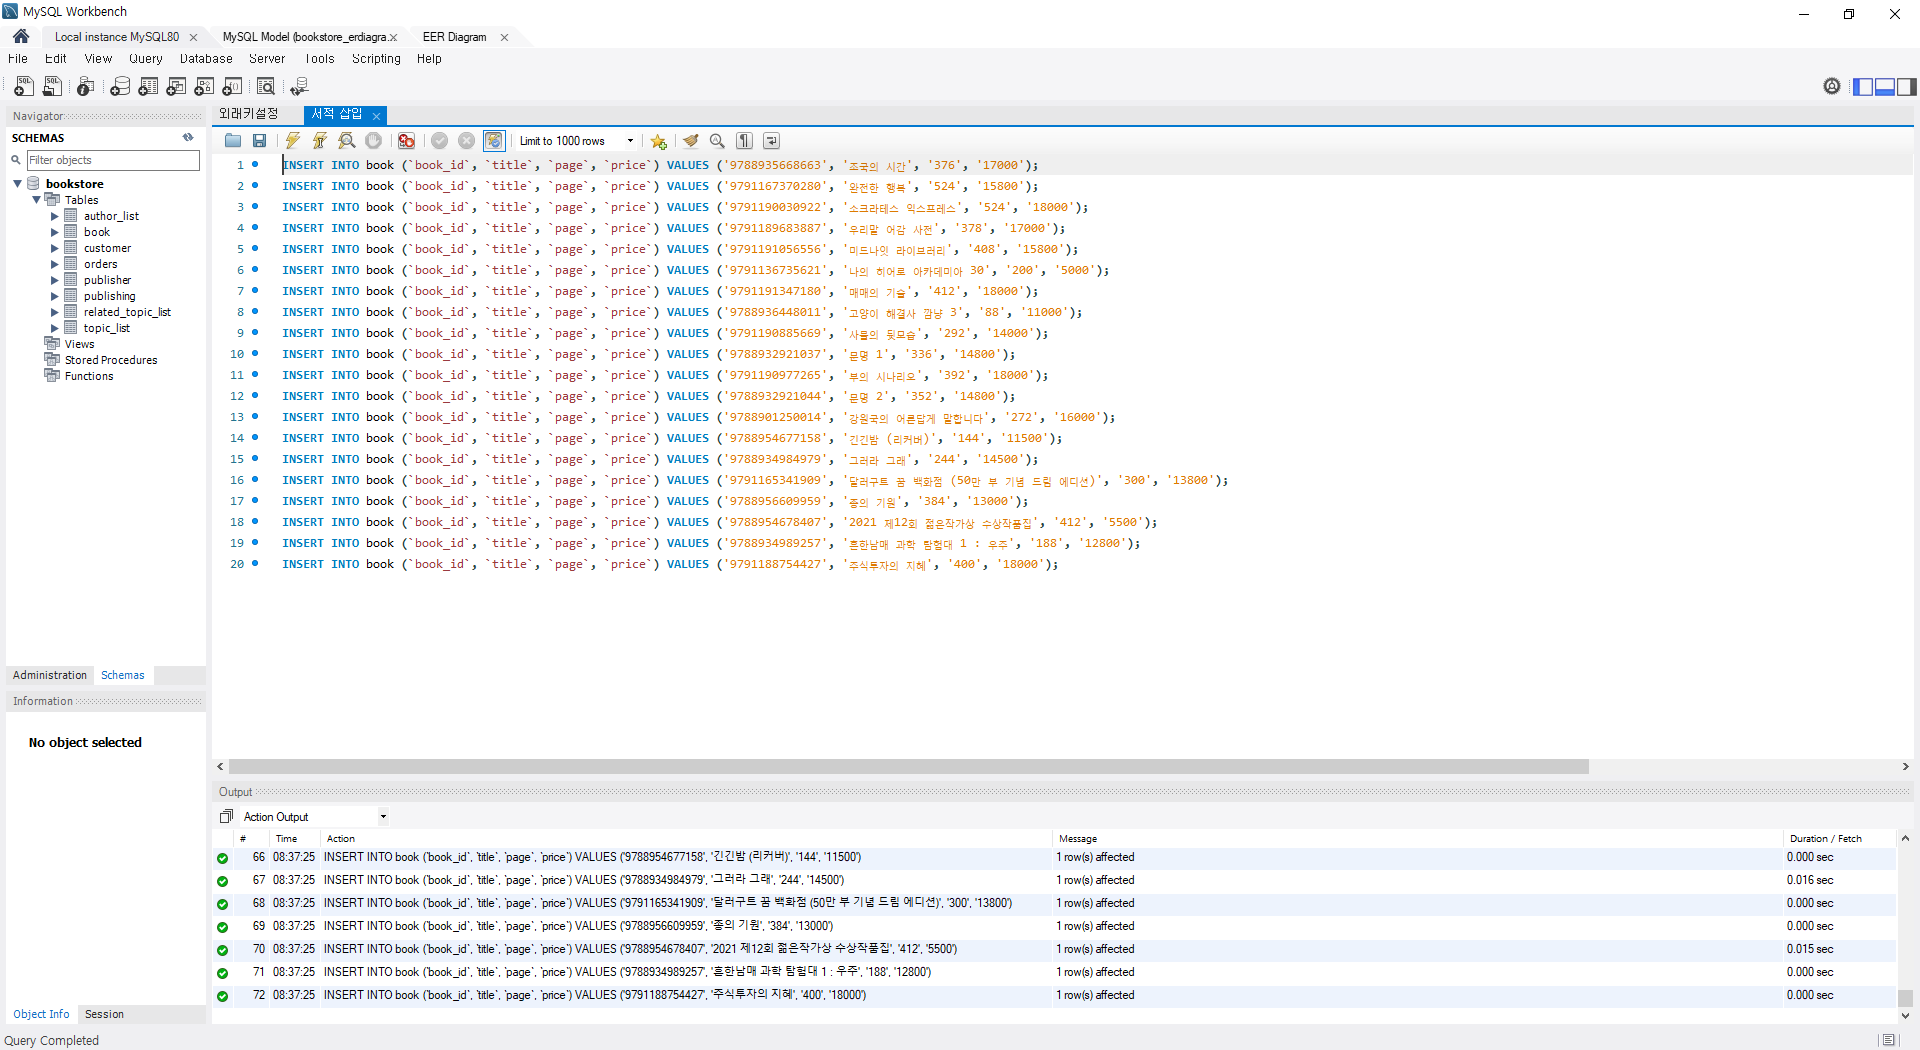 MySQL Workbench
Local instance MySQL80
MySQL Model (bookstore_erdiagra..
EER Diagram
File Edit View Query Database Server Tools Scripting Help
Navigator
SCHEMAS
Filter objects
bookstore
Tables
author_list
book
customer
orders
publisher
publishing
related_topic_list
topic_list
Views
Stored Procedures
Functions
Administration Schemas
Information
No object selected
Object Info Session
외래키설정 서적 삽입
Limit to 1000 rows
1 INSERT INTO book (`book_id`, `title`, `page`, `price`) VALUES ('9788935668663', '조국의 시간', '376', '17000');
2 INSERT INTO book (`book_id`, `title`, `page`, `price`) VALUES ('9791167370280', '완전한 행복', '524', '15800');
3 INSERT INTO book (`book_id`, `title`, `page`, `price`) VALUES ('9791190030922', '소크라테스 익스프레스', '524', '18000');
4 INSERT INTO book (`book_id`, `title`, `page`, `price`) VALUES ('9791189683887', '우리말 어감 사전', '378', '17000');
5 INSERT INTO book (`book_id`, `title`, `page`, `price`) VALUES ('9791191056556', '미드나잇 라이브러리', '408', '15800');
6 INSERT INTO book (`book_id`, `title`, `page`, `price`) VALUES ('9791136735621', '나의 히어로 아카데미아 30', '200', '5000');
7 INSERT INTO book (`book_id`, `title`, `page`, `price`) VALUES ('9791191347180', '매매의 기술', '412', '18000');
8 INSERT INTO book (`book_id`, `title`, `page`, `price`) VALUES ('9788936448011', '고양이 해결사 깜냥 3', '88', '11000');
9 INSERT INTO book (`book_id`, `title`, `page`, `price`) VALUES ('9791190885669', '사물의 뒷모습', '292', '14000');
10 INSERT INTO book (`book_id`, `title`, `page`, `price`) VALUES ('9788932921037', '문명 1', '336', '14800');
11 INSERT INTO book (`book_id`, `title`, `page`, `price`) VALUES ('9791190977265', '부의 시나리오', '392', '18000');
12 INSERT INTO book (`book_id`, `title`, `page`, `price`) VALUES ('9788932921044', '문명 2', '352', '14800');
13 INSERT INTO book (`book_id`, `title`, `page`, `price`) VALUES ('9788901250014', '강원국의 어른답게 말합니다', '272', '16000');
14 INSERT INTO book (`book_id`, `title`, `page`, `price`) VALUES ('9788954677158', '긴긴밤 (리커버)', '144', '11500');
15 INSERT INTO book (`book_id`, `title`, `page`, `price`) VALUES ('9788934984979', '그러라 그래', '244', '14500');
16 INSERT INTO book (`book_id`, `title`, `page`, `price`) VALUES ('9791165341909', '달러구트 꿈 백화점 (50만 부 기념 드림 에디션)', '300', '13800');
17 INSERT INTO book (`book_id`, `title`, `page`, `price`) VALUES ('9788956609959', '종의 기원', '384', '13000');
18 INSERT INTO book (`book_id`, `title`, `page`, `price`) VALUES ('9788954678407', '2021 제12회 젊은작가상 수상작품집', '412', '5500');
19 INSERT INTO book (`book_id`, `title`, `page`, `price`) VALUES ('9788934989257', '흔한남매 과학 탐험대 1 : 우주', '188', '12800');
20 INSERT INTO book (`book_id`, `title`, `page`, `price`) VALUES ('9791188754427', '주식투자의 지혜', '400', '18000');
Output
Action Output
# Time Action Message Duration / Fetch
66 08:37:25 INSERT INTO book (`book_id`, `title`, `page`, `price`) VALUES ('9788954677158', '긴긴밤 (리커버)', '144', '11500') 1 row(s) affected 0.000 sec
67 08:37:25 INSERT INTO book (`book_id`, `title`, `page`, `price`) VALUES ('9788934984979', '그러라 그래', '244', '14500') 1 row(s) affected 0.016 sec
68 08:37:25 INSERT INTO book (`book_id`, `title`, `page`, `price`) VALUES ('9791165341909', '달러구트 꿈 백화점 (50만 부 기념 드림 에디션)', '300', '13800') 1 row(s) affected 0.000 sec
69 08:37:25 INSERT INTO book (`book_id`, `title`, `page`, `price`) VALUES ('9788956609959', '종의 기원', '384', '13000') 1 row(s) affected 0.000 sec
70 08:37:25 INSERT INTO book (`book_id`, `title`, `page`, `price`) VALUES ('9788954678407', '2021 제12회 젊은작가상 수상작품집', '412', '5500') 1 row(s) affected 0.015 sec
71 08:37:25 INSERT INTO book (`book_id`, `title`, `page`, `price`) VALUES ('9788934989257', '흔한남매 과학 탐험대 1 : 우주', '188', '12800') 1 row(s) affected 0.000 sec
72 08:37:25 INSERT INTO book (`book_id`, `title`, `page`, `price`) VALUES ('9791188754427', '주식투자의 지혜', '400', '18000') 1 row(s) affected 0.000 sec
Query Completed